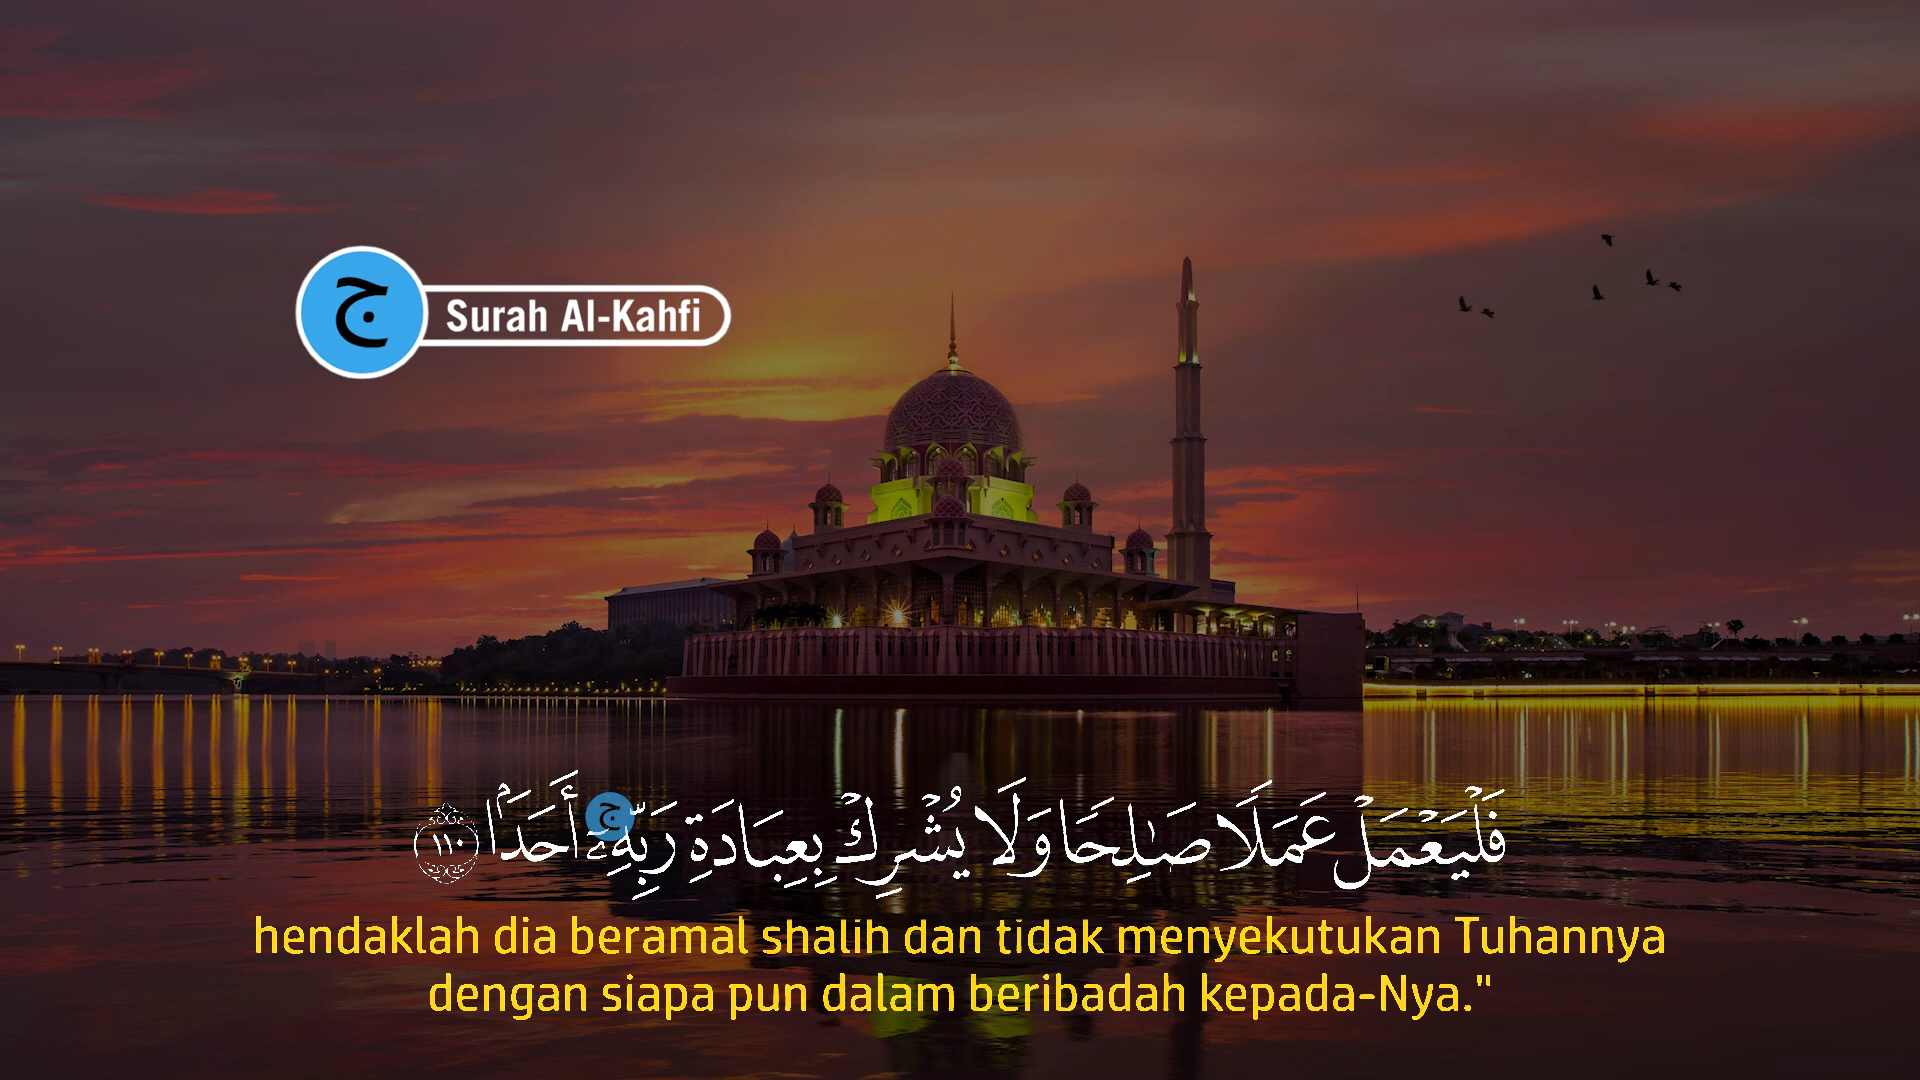 ج
Surah Al-Kahfi
فَلْيَعْمَلْ عَمَلًا صَـٰلِحًا وَلَا يُشْرِكْ بِعِبَادَةِ رَبِّهِۦٓ أَحَدًۢا ١١٠
ج
hendaklah dia beramal shalih dan tidak menyekutukan Tuhannya
dengan siapa pun dalam beribadah kepada-Nya."